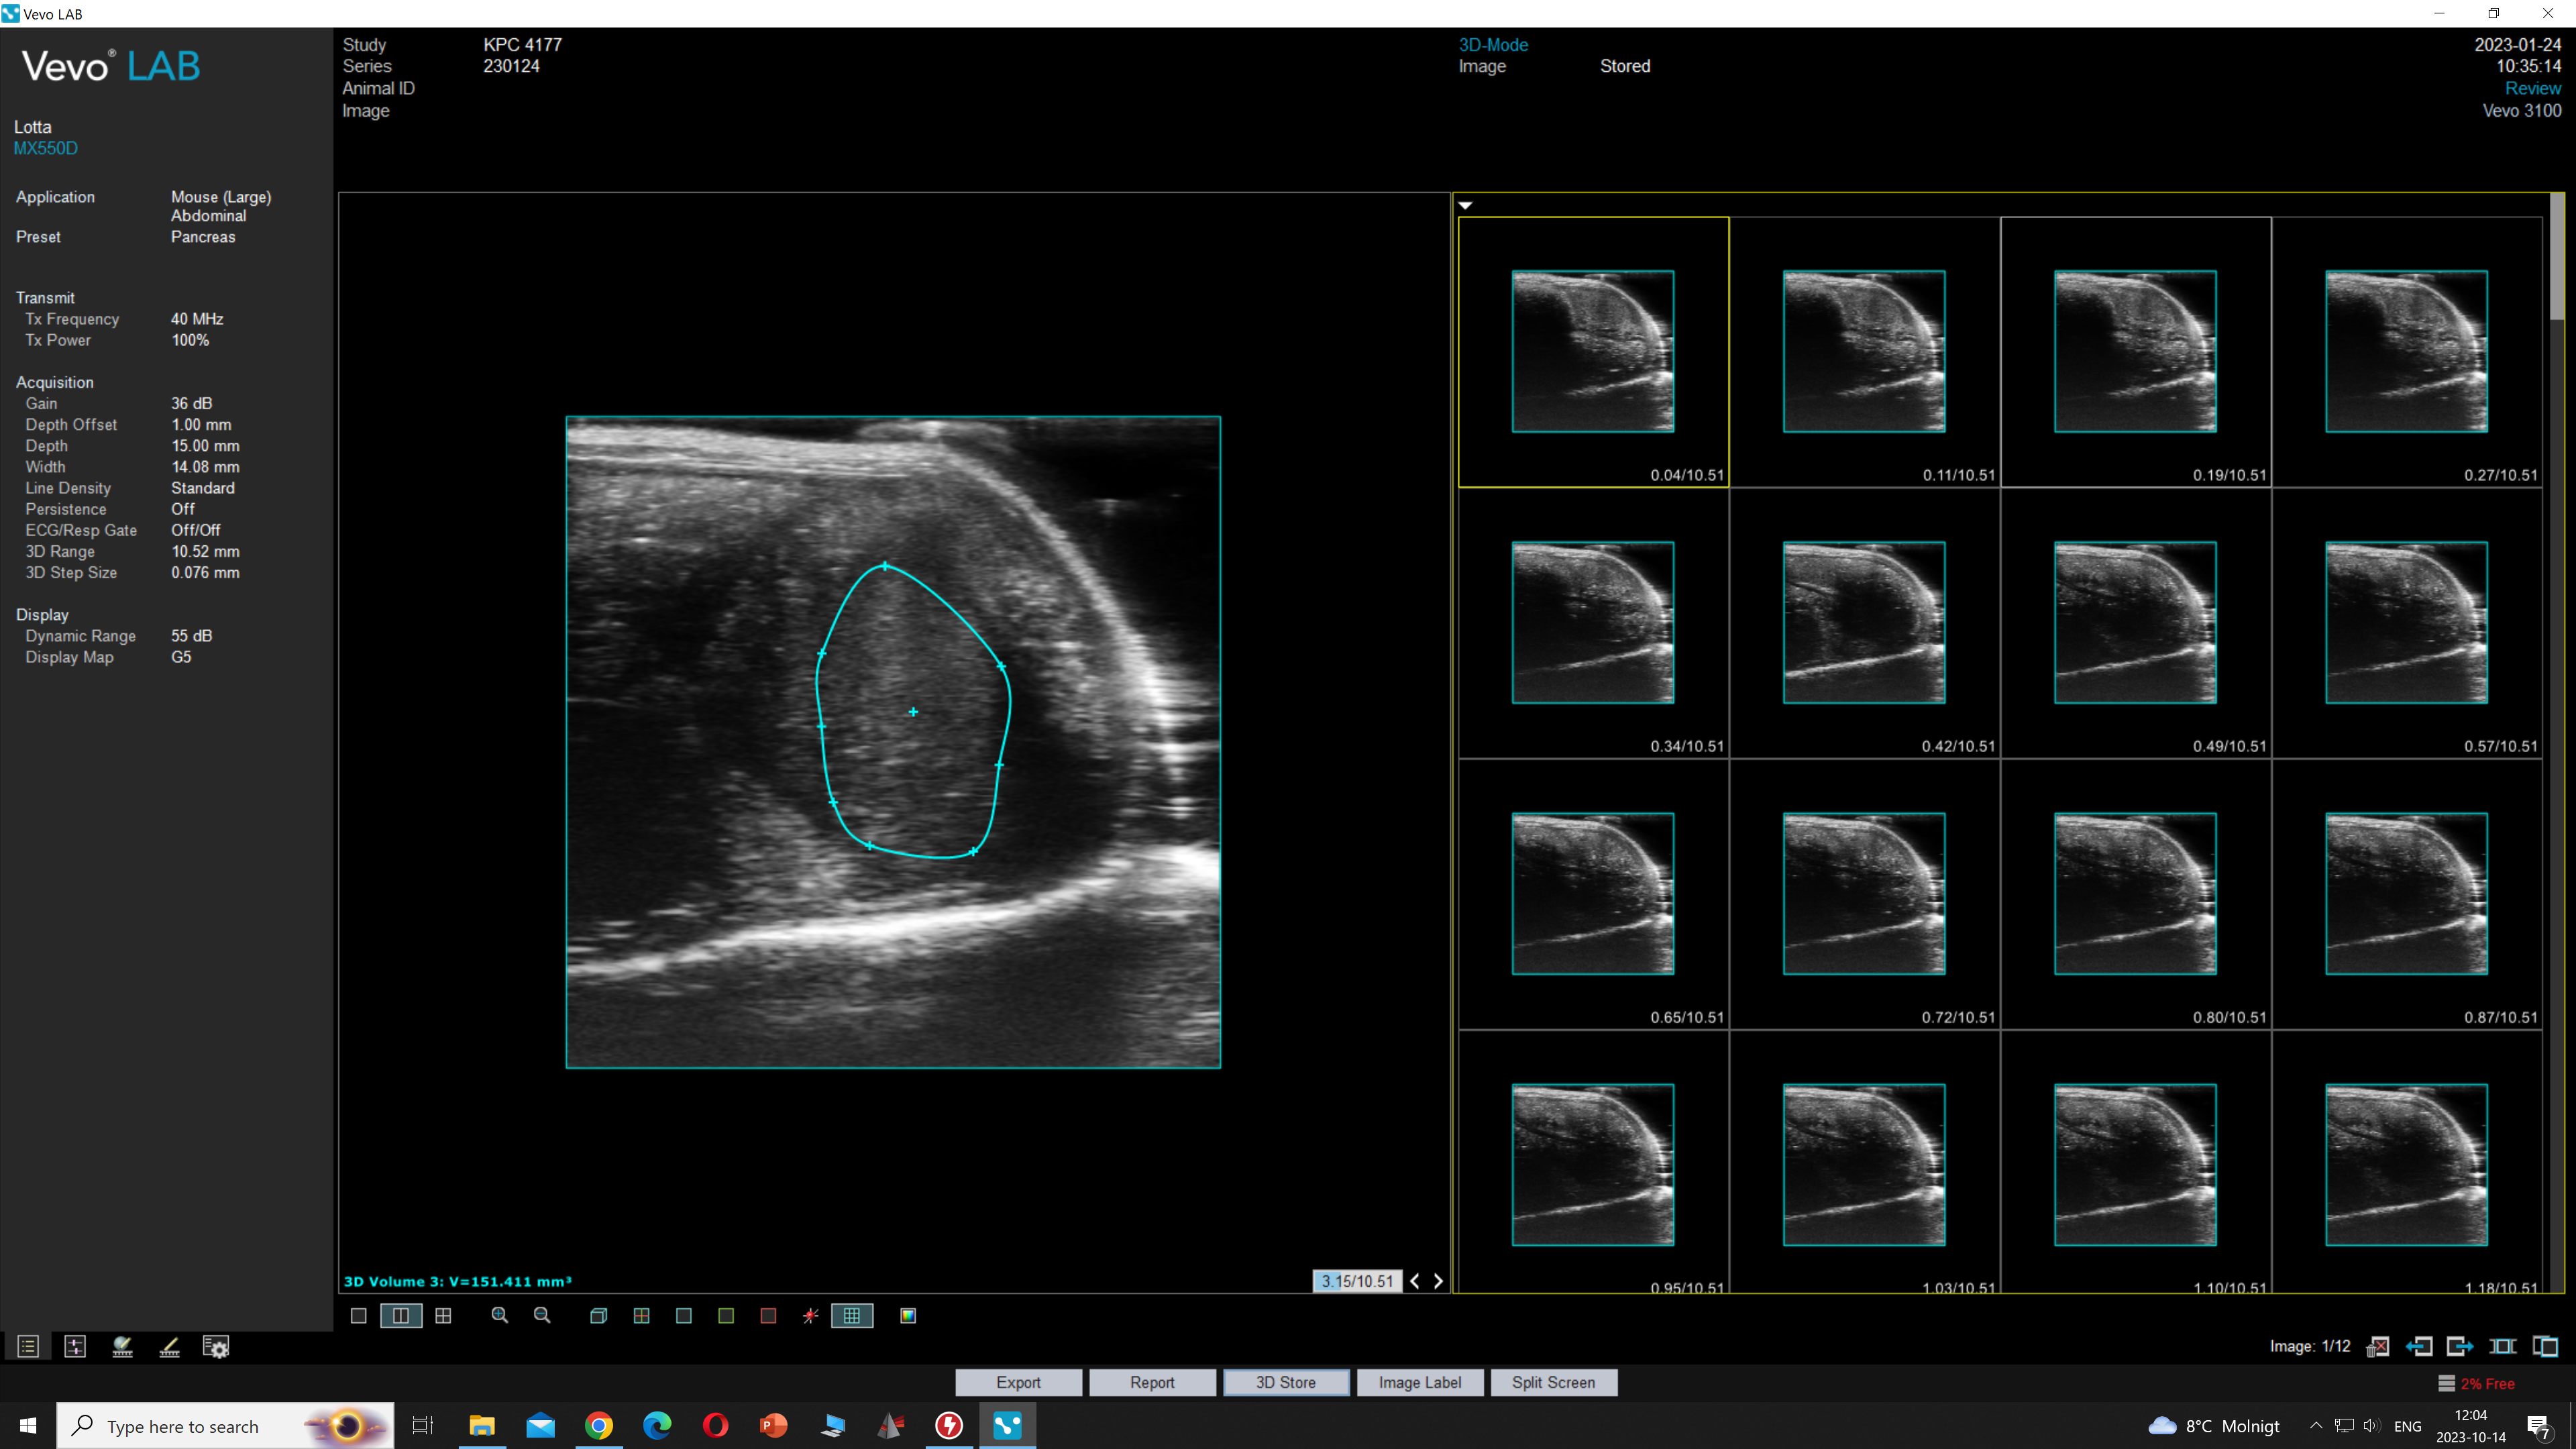 Vevo LAB
Vevo® LAB
Lotta
MX550D
Application Mouse (Large)
Abdominal
Preset Pancreas
Transmit
Tx Frequency 40 MHz
Tx Power 100%
Acquisition
Gain 36 dB
Depth Offset 1.00 mm
Depth 15.00 mm
Width 14.08 mm
Line Density Standard
Persistence Off
ECG/Resp Gate Off/Off
3D Range 10.52 mm
3D Step Size 0.076 mm
Display
Dynamic Range 55 dB
Display Map G5
Study KPC 4177
Series 230124
Animal ID
Image
3D-Mode
Image Stored
2023-01-24
10:35:14
Review
Vevo 3100
0.04/10.51 0.11/10.51 0.19/10.51 0.27/10.51
0.34/10.51 0.42/10.51 0.49/10.51 0.57/10.51
0.65/10.51 0.72/10.51 0.80/10.51 0.87/10.51
0.95/10.51 1.03/10.51 1.10/10.51 1.18/10.51
3D Volume 3: V=151.411 mm³
3.15/10.51
Image: 1/12
Export Report 3D Store Image Label Split Screen
2% Free
Type here to search
8°C Molnigt
ENG
12:04
2023-10-14
7